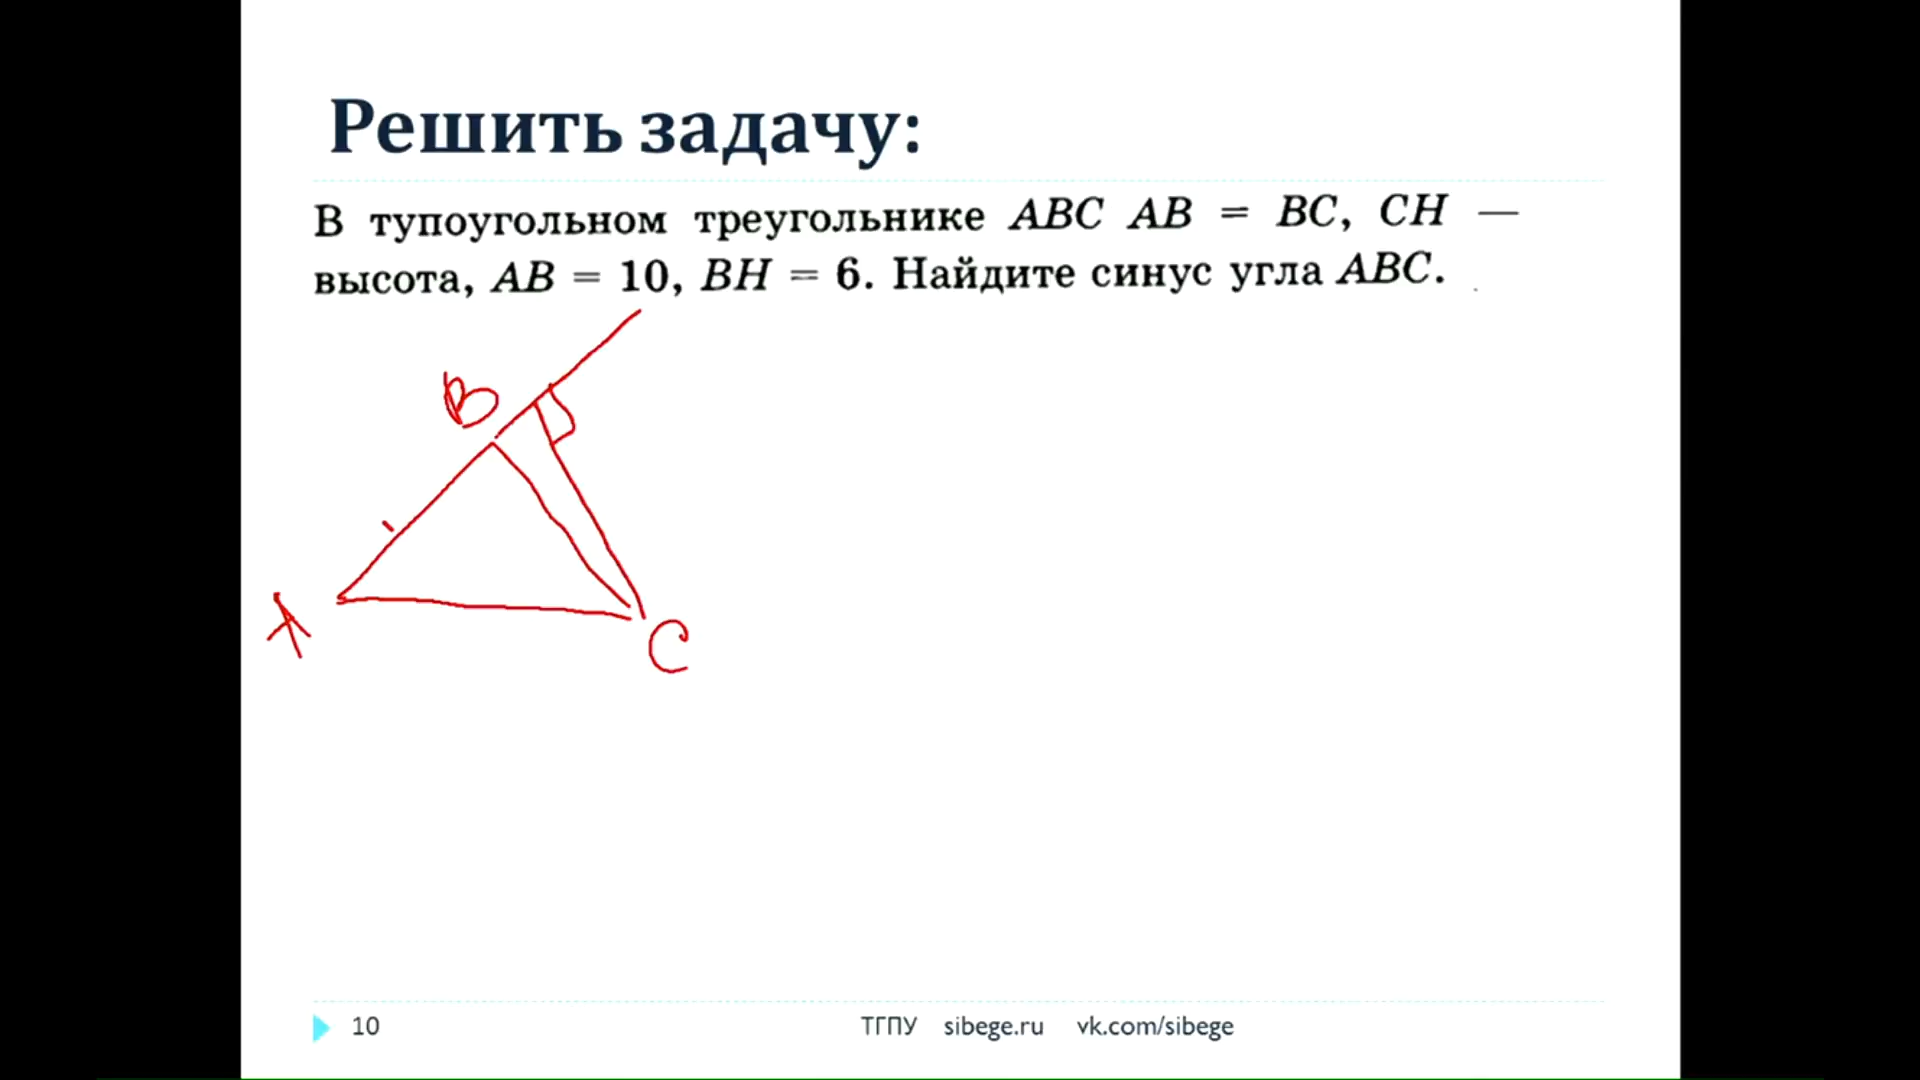 Решить задачу:
В тупоугольном треугольнике ABC AB = BC, CH —
высота, AB = 10, BH = 6. Найдите синус угла ABC.
B
A
C
10
ТГПУ sibege.ru vk.com/sibege